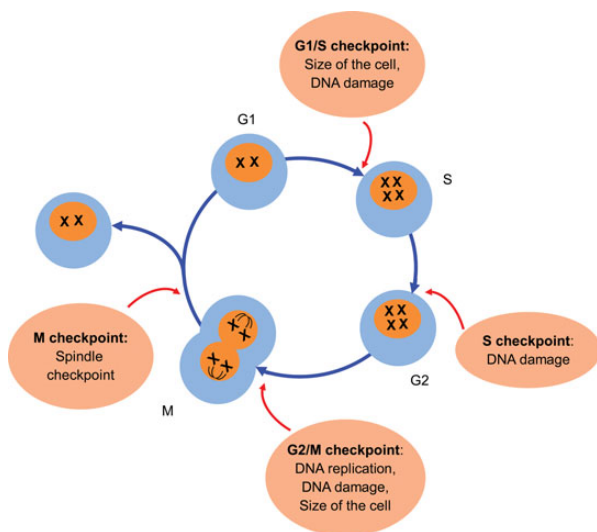 G1/S checkpoint:
Size of the cell,
DNA damage
G1
S
M checkpoint:
Spindle
checkpoint
S checkpoint:
DNA damage
G2
M
G2/M checkpoint:
DNA replication,
DNA damage,
Size of the cell